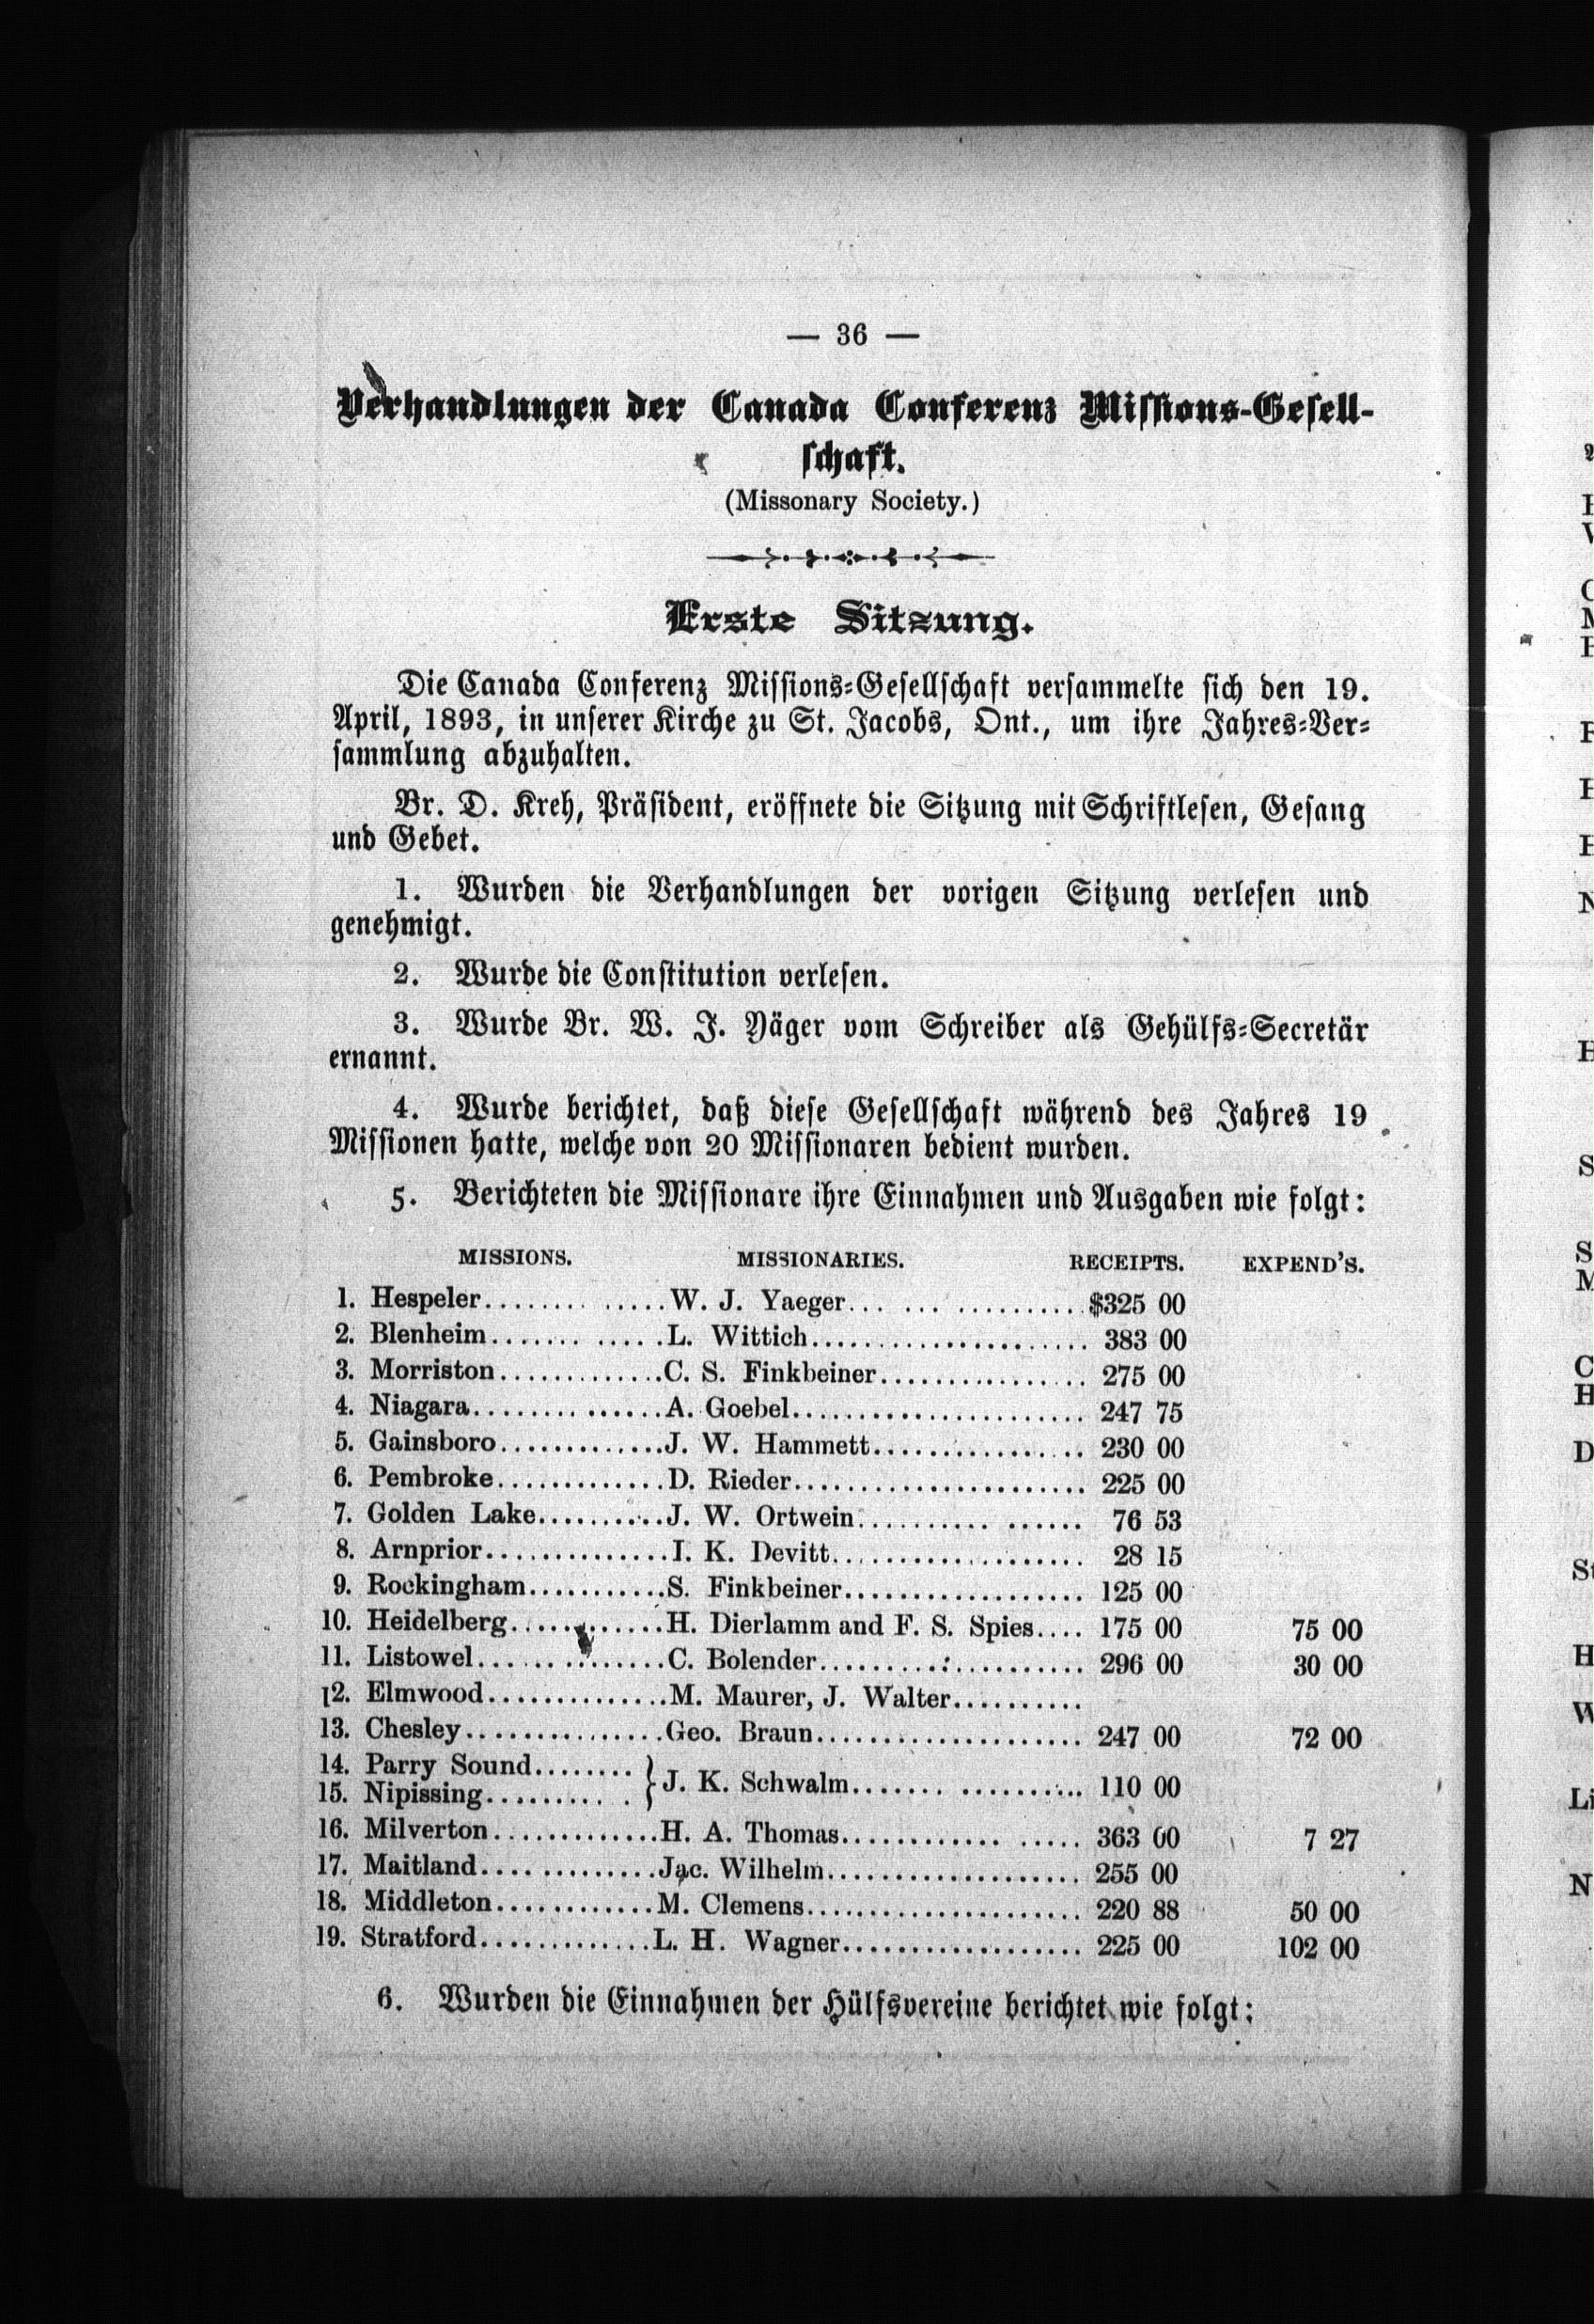 — 36 —
Verhandlungen der Canada Conferenz Missions-Gesell-
schaft.
(Missonary Society.)
Erste Sitzung.
Die Canada Conferenz Missions-Gesellschaft versammelte sich den 19.
April, 1893, in unserer Kirche zu St. Jacobs, Ont., um ihre Jahres-Ver-
sammlung abzuhalten.
Br. D. Kreh, Präsident, eröffnete die Sitzung mit Schriftlesen, Gesang
und Gebet.
1. Wurden die Verhandlungen der vorigen Sitzung verlesen und
genehmigt.
2. Wurde die Constitution verlesen.
3. Wurde Br. W. J. Yäger vom Schreiber als Gehülfs-Secretär
ernannt.
4. Wurde berichtet, daß diese Gesellschaft während des Jahres 19
Missionen hatte, welche von 20 Missionaren bedient wurden.
5. Berichteten die Missionare ihre Einnahmen und Ausgaben wie folgt:
MISSIONS. MISSIONARIES. RECEIPTS. EXPEND'S.
1. Hespeler.............W. J. Yaeger................$325 00
2. Blenheim.............L. Wittich..................... 383 00
3. Morriston.............C. S. Finkbeiner................ 275 00
4. Niagara..............A. Goebel....................... 247 75
5. Gainsboro.............J. W. Hammett................ 230 00
6. Pembroke.............D. Rieder....................... 225 00
7. Golden Lake..........J. W. Ortwein................ 76 53
8. Arnprior..............I. K. Devitt................... 28 15
9. Rockingham...........S. Finkbeiner.................. 125 00
10. Heidelberg...........H. Dierlamm and F. S. Spies.... 175 00 75 00
11. Listowel..............C. Bolender.................... 296 00 30 00
12. Elmwood..............M. Maurer, J. Walter..........
13. Chesley...............Geo. Braun..................... 247 00 72 00
14. Parry Sound........ } J. K. Schwalm.................. 110 00
15. Nipissing...........
16. Milverton.............H. A. Thomas................. 363 00 7 27
17. Maitland.............Jac. Wilhelm................... 255 00
18. Middleton............M. Clemens..................... 220 88 50 00
19. Stratford.............L. H. Wagner.................. 225 00 102 00
6. Wurden die Einnahmen der Hülfsvereine berichtet wie folgt: